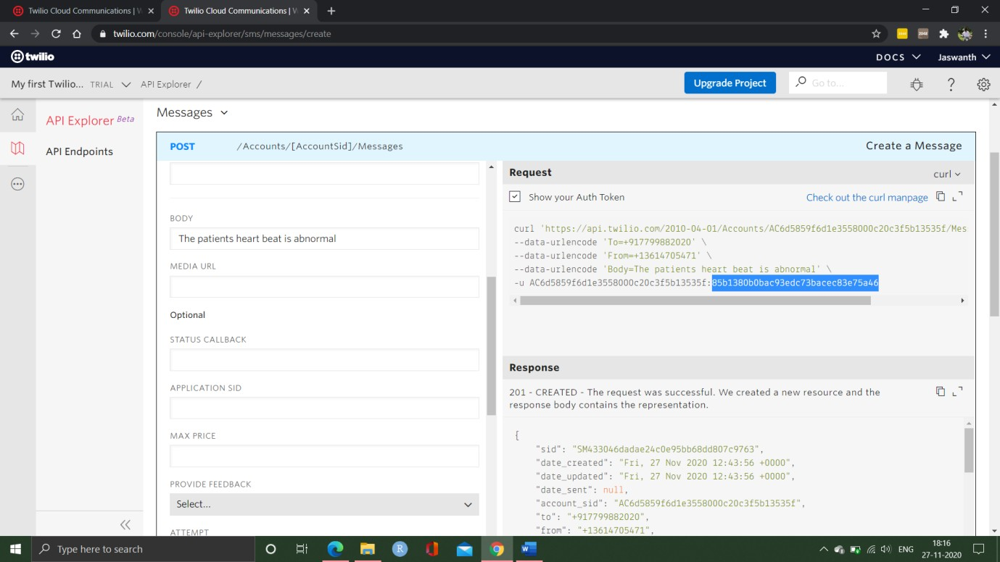 Twilio Cloud Communications | W
Twilio Cloud Communications | W
twilio.com/console/api-explorer/sms/messages/create
twilio
DOCS
Jaswanth
My first Twilio... TRIAL
API Explorer /
Upgrade Project
Go to...
?
API Explorer Beta
API Endpoints
Messages
POST
/Accounts/[AccountSid]/Messages
Create a Message
BODY
The patients heart beat is abnormal
MEDIA URL
Optional
STATUS CALLBACK
APPLICATION SID
MAX PRICE
PROVIDE FEEDBACK
Select...
ATTEMPT
Request
curl
Show your Auth Token
Check out the curl manpage
curl 'https://api.twilio.com/2010-04-01/Accounts/AC6d5859f6d1e3558000c20c3f5b13535f/Mes
--data-urlencode 'To=+917799882020' \
--data-urlencode 'From=+13614705471' \
--data-urlencode 'Body=The patients heart beat is abnormal' \
-u AC6d5859f6d1e3558000c20c3f5b13535f:85b1380b0bac93edc73bacec83e75a46
Response
201 - CREATED - The request was successful. We created a new resource and the
response body contains the representation.
{
"sid": "SM433046dadae24c0e95bb68dd807c9763",
"date_created": "Fri, 27 Nov 2020 12:43:56 +0000",
"date_updated": "Fri, 27 Nov 2020 12:43:56 +0000",
"date_sent": null,
"account_sid": "AC6d5859f6d1e3558000c20c3f5b13535f",
"to": "+917799882020",
"from": "+13614705471",
Type here to search
R
W
ENG
18:16
27-11-2020